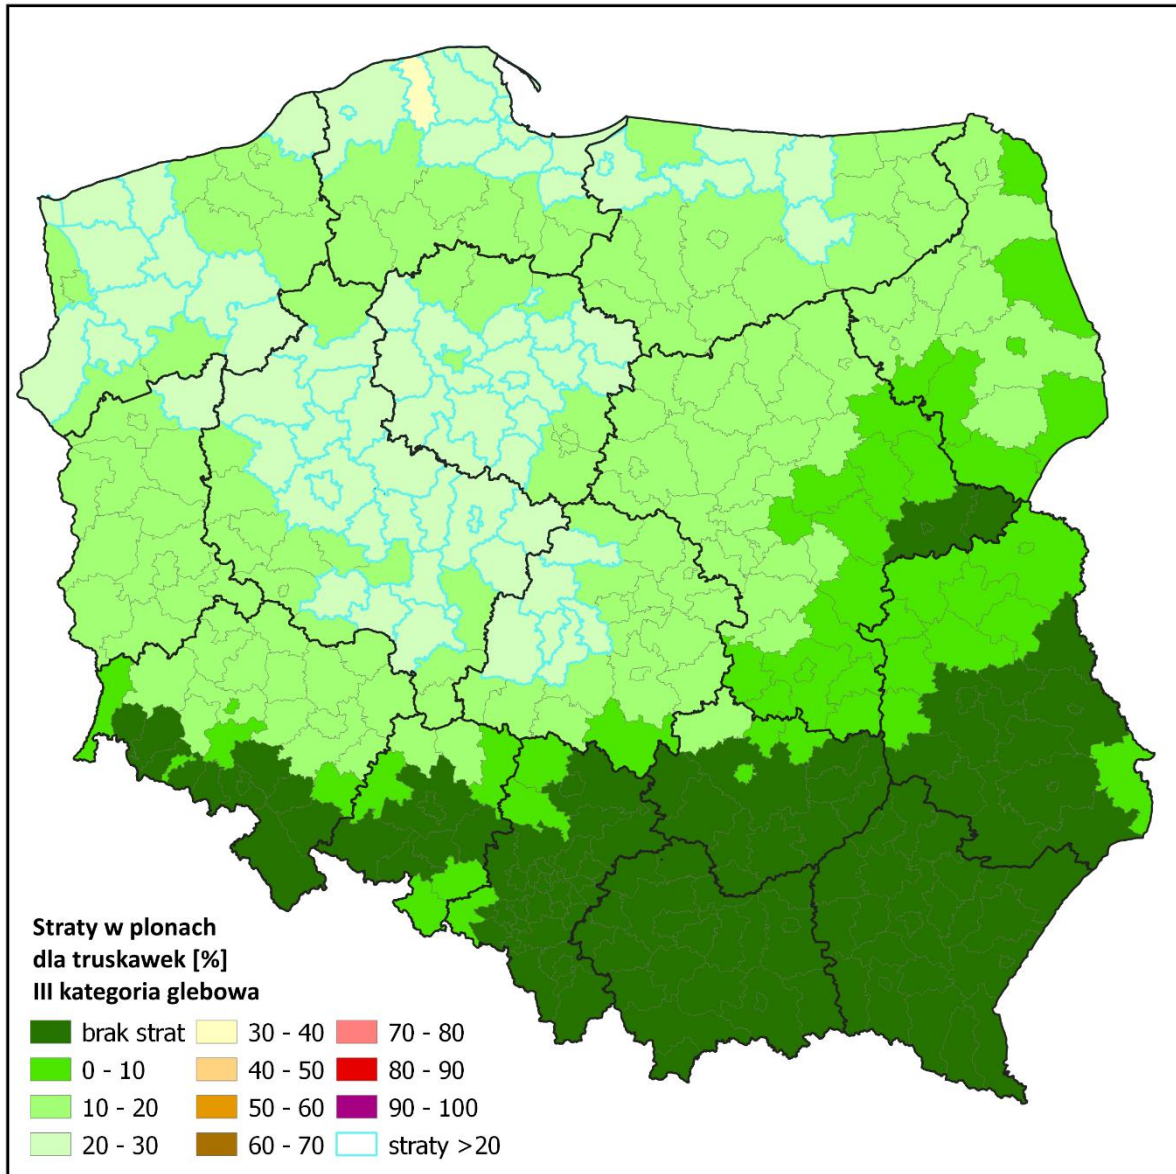 Straty w plonach
dla truskawek [%]
III kategoria glebowa
brak strat
0 - 10
10 - 20
20 - 30
30 - 40
40 - 50
50 - 60
60 - 70
70 - 80
80 - 90
90 - 100
straty >20